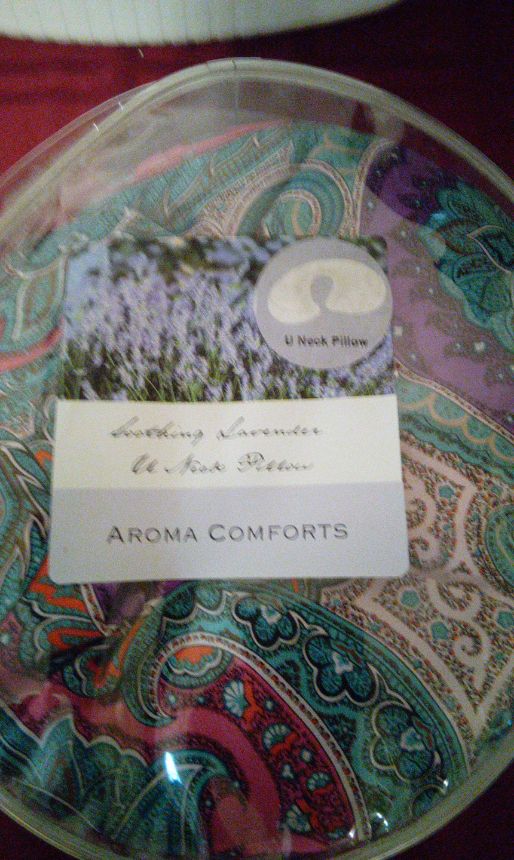 U Neck Pillow
Soothing Lavender
U Neck Pillow
AROMA COMFORTS